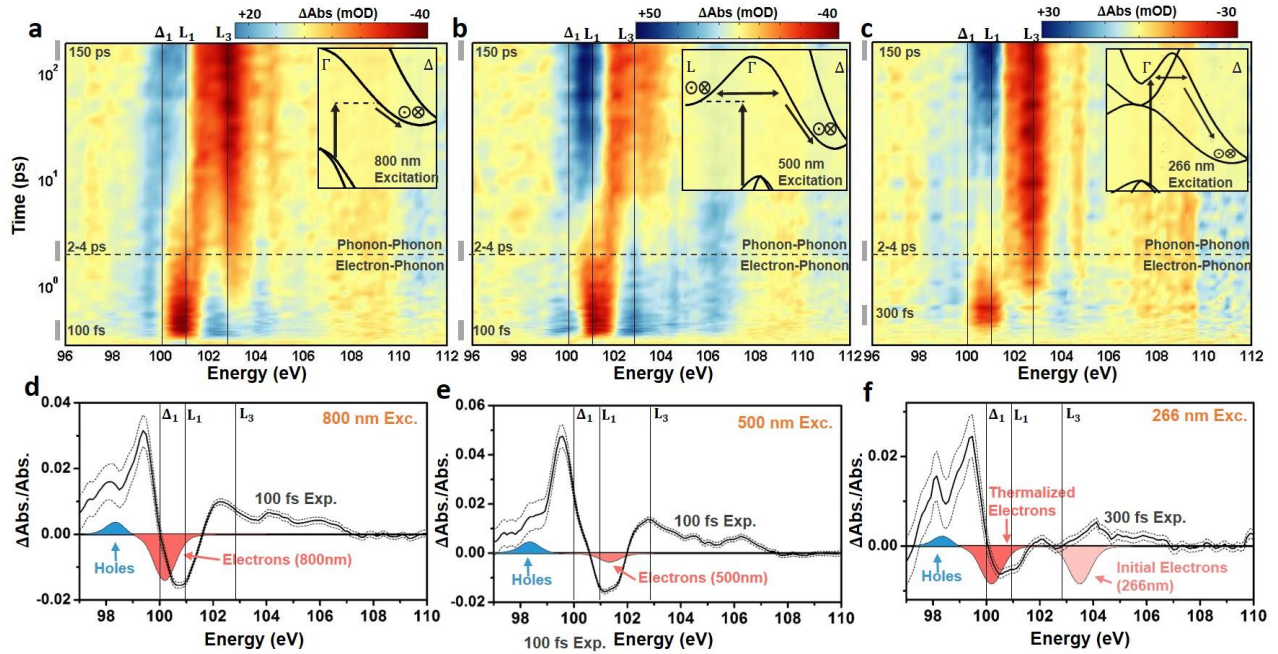 a
+20 ΔAbs (mOD) -40
Δ₁ L₁ L₃
150 ps
Γ Δ
800 nm
Excitation
2-4 ps
Phonon-Phonon
Electron-Phonon
100 fs
10²
10¹
10⁰
Time (ps)
96 98 100 102 104 106 108 110 112
Energy (eV)
b
+50 ΔAbs (mOD) -40
Δ₁ L₁ L₃
150 ps
L Γ Δ
500 nm
Excitation
2-4 ps
Phonon-Phonon
Electron-Phonon
100 fs
96 98 100 102 104 106 108 110 112
Energy (eV)
c
+30 ΔAbs (mOD) -30
Δ₁ L₁ L₃
150 ps
Γ Δ
266 nm
Excitation
2-4 ps
Phonon-Phonon
Electron-Phonon
300 fs
96 98 100 102 104 106 108 110 112
Energy (eV)
d
Δ₁ L₁ L₃
800 nm Exc.
100 fs Exp.
Electrons (800nm)
Holes
0.04
0.02
0.00
-0.02
ΔAbs./Abs.
98 100 102 104 106 108 110
Energy (eV)
e
Δ₁ L₁ L₃
500 nm Exc.
100 fs Exp.
Electrons (500nm)
Holes
0.06
0.04
0.02
0.00
-0.02
ΔAbs./Abs.
96 98 100 102 104 106 108 110
Energy (eV)
100 fs Exp.
f
Δ₁ L₁ L₃
266 nm Exc.
Thermalized
Electrons
300 fs Exp.
Initial Electrons
(266nm)
Holes
0.02
0.00
ΔAbs./Abs.
98 100 102 104 106 108 110
Energy (eV)